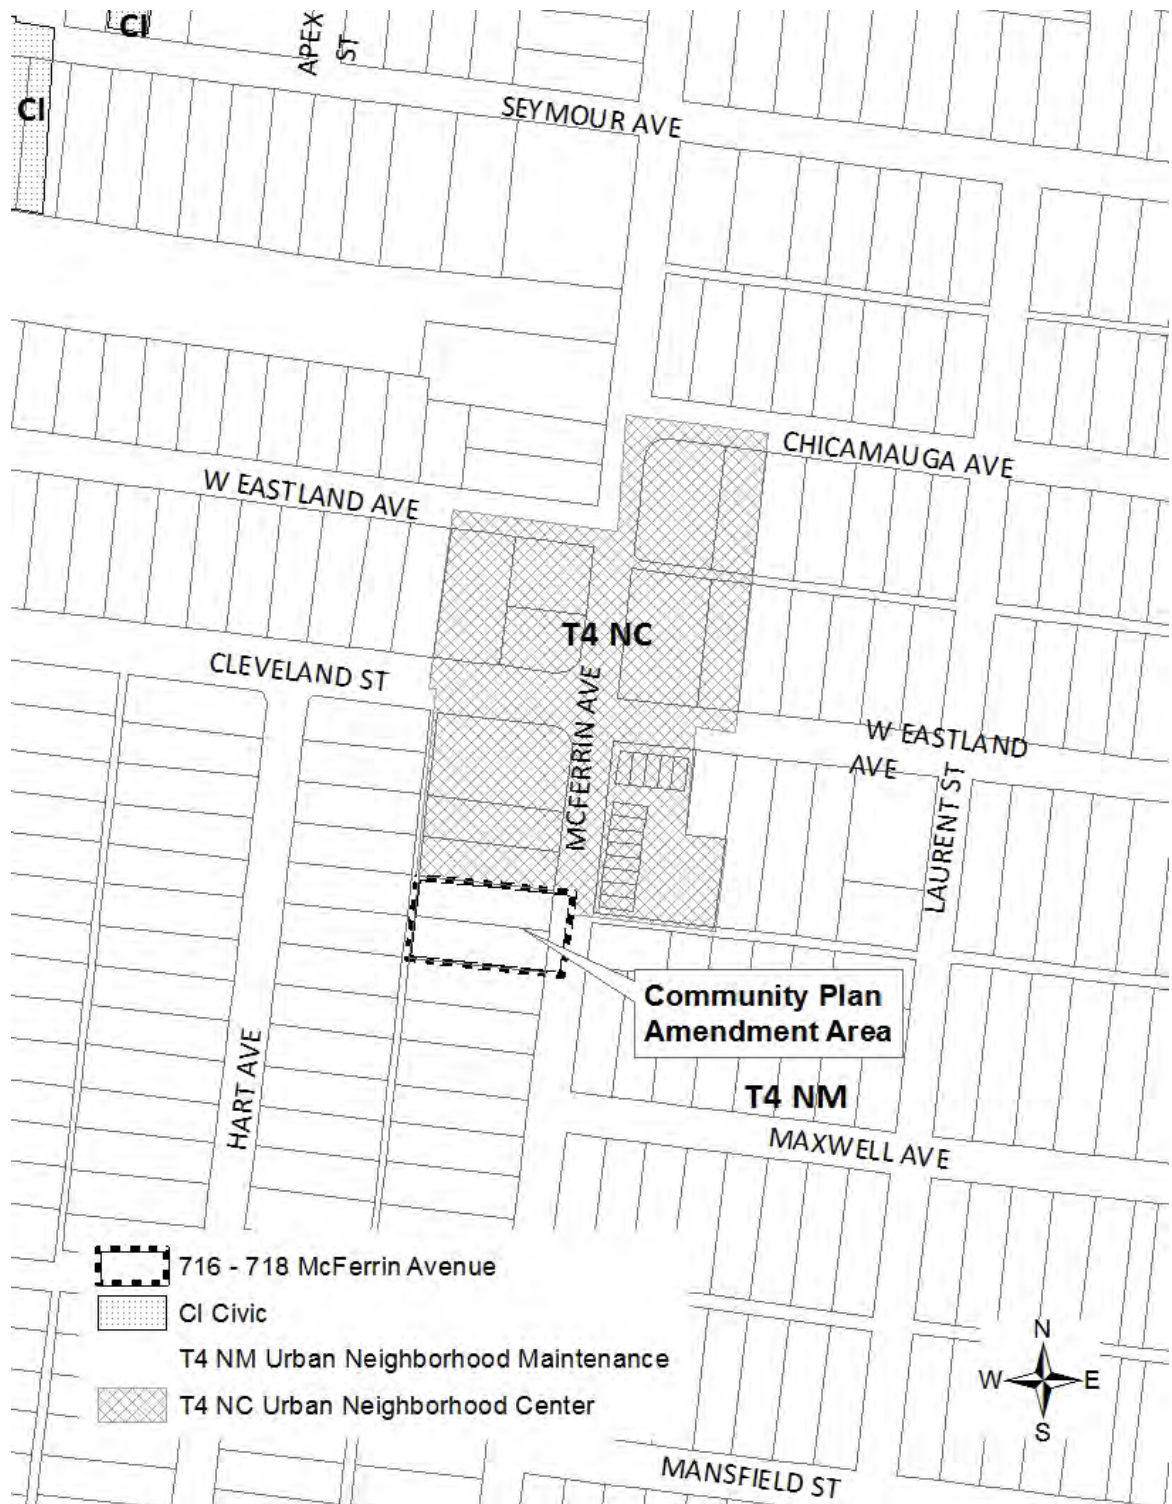 CI
APEX
ST
CI
SEYMOUR AVE
CHICAMAUGA AVE
W EASTLAND AVE
T4 NC
CLEVELAND ST
MCFERRIN AVE
W EASTLAND
AVE
LAURENT ST
Community Plan
Amendment Area
HART AVE
T4 NM
MAXWELL AVE
716 - 718 McFerrin Avenue
CI Civic
T4 NM Urban Neighborhood Maintenance
T4 NC Urban Neighborhood Center
N
W
E
S
MANSFIELD ST